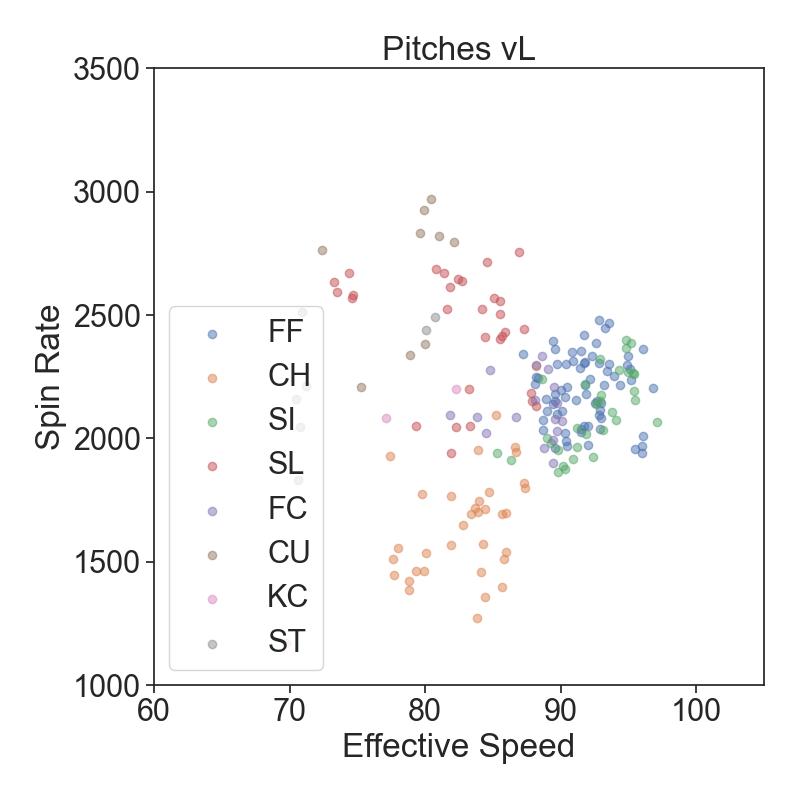 Pitches vL
3500
3000
2500
2000
1500
1000
Spin Rate
FF
CH
SI
SL
FC
CU
KC
ST
60 70 80 90 100
Effective Speed